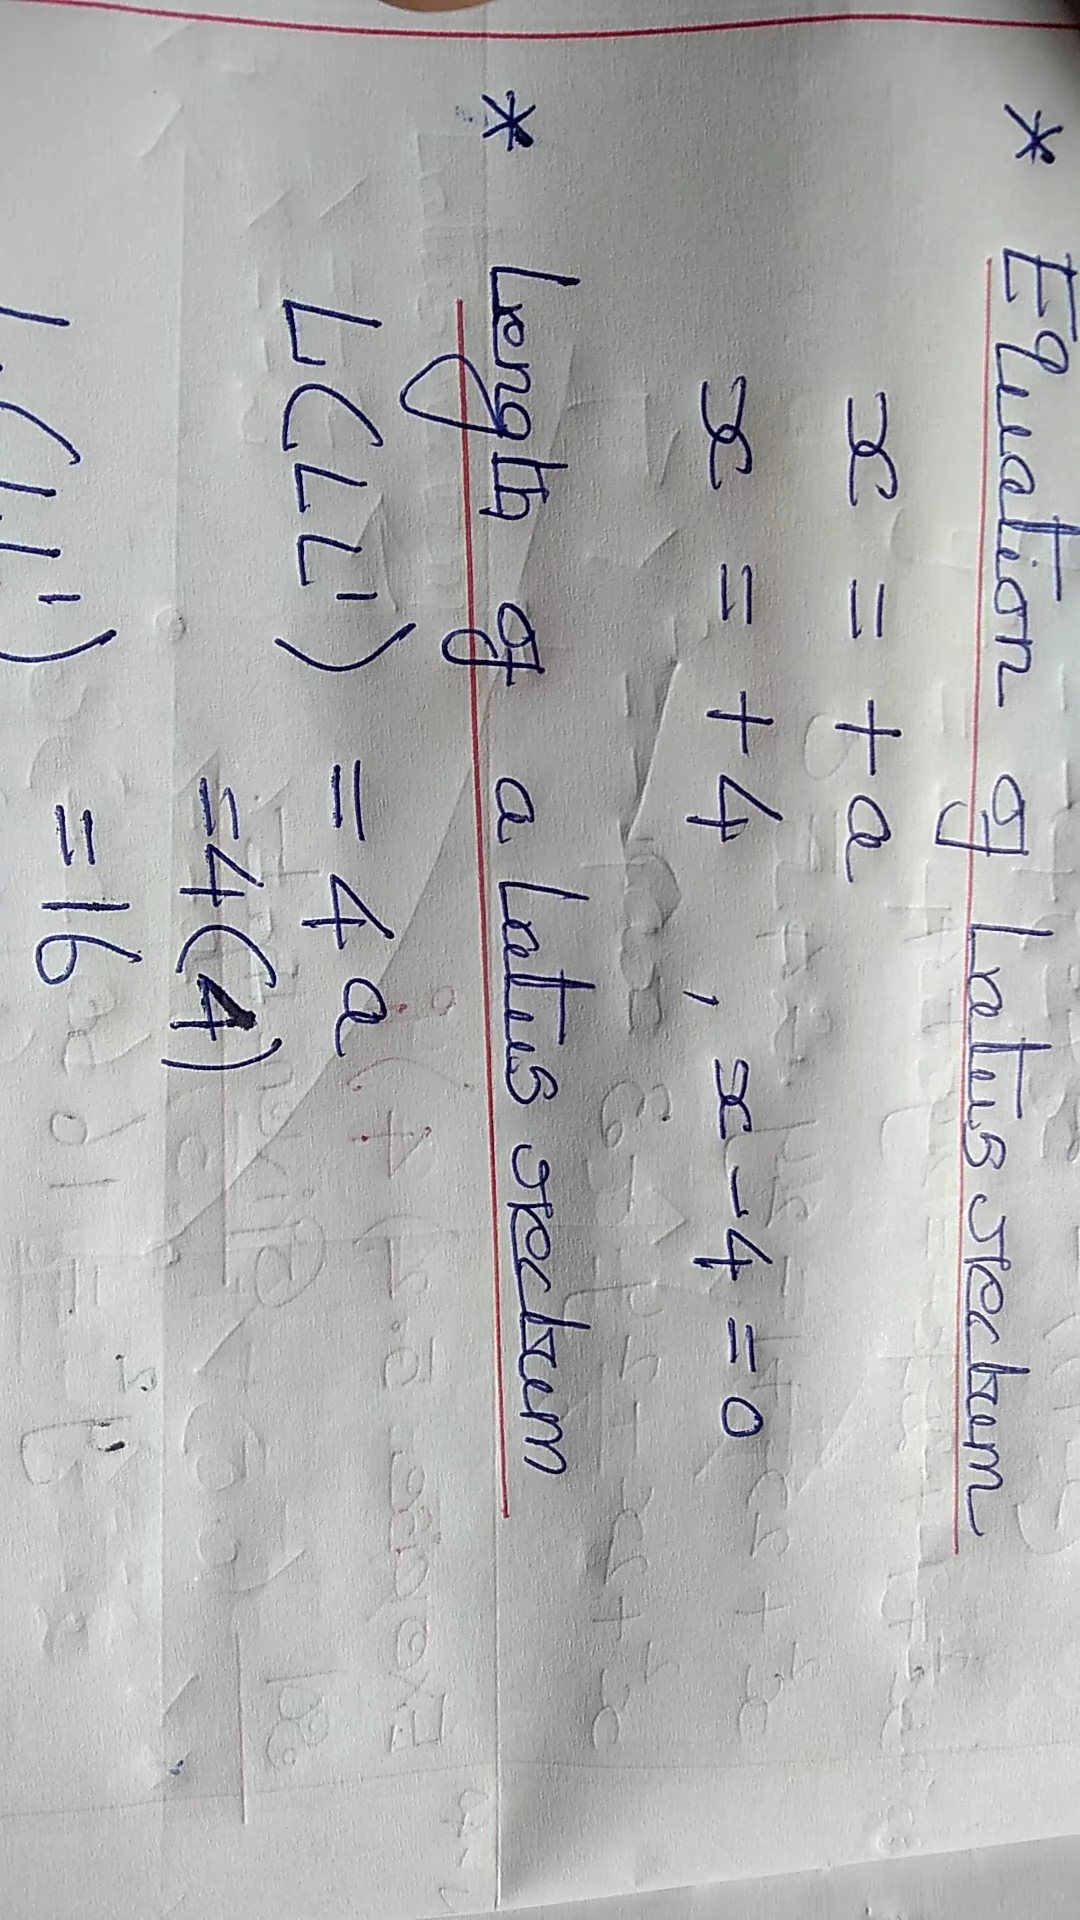 * Equation of Latus rectum
x = + a
x = + 4 , x - 4 = 0
* Length of a Latus rectum
L(LL') = 4a
= 4(4)
L(LL') = 16